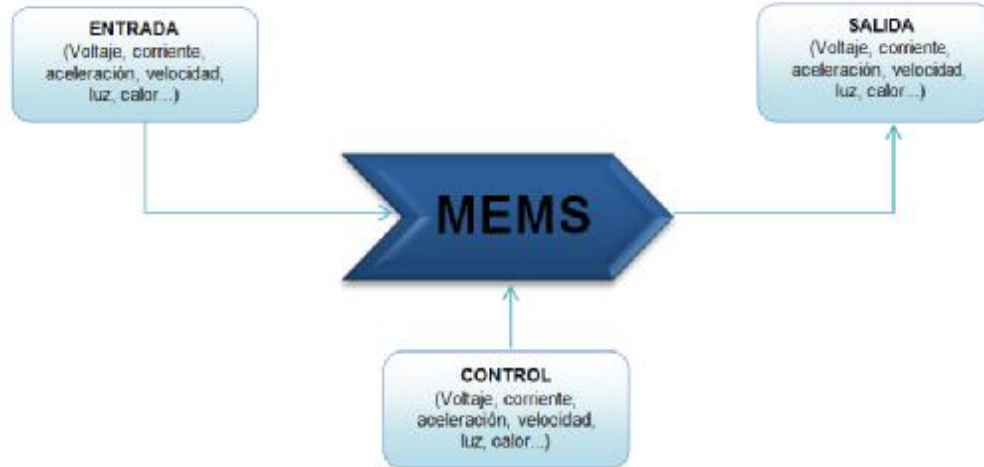 ENTRADA
(Voltaje, corriente,
aceleración, velocidad,
luz, calor...)
SALIDA
(Voltaje, corriente,
aceleración, velocidad,
luz, calor...)
MEMS
CONTROL
(Voltaje, corriente,
aceleración, velocidad,
luz, calor...)